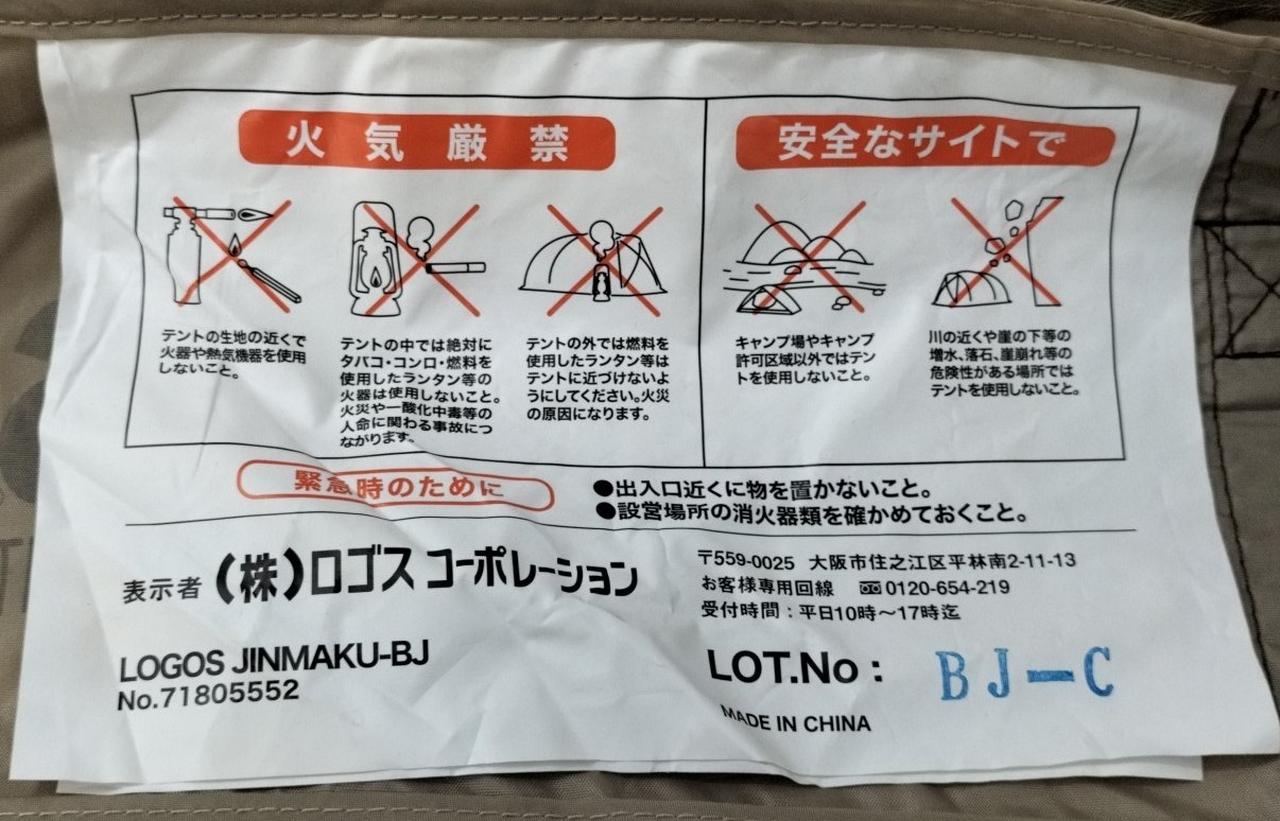 火気厳禁
安全なサイトで
テントの生地の近くで
火器や熱気機器を使用
しないこと。
テントの中では絶対に
タバコ・コンロ・燃料を
使用したランタン等の
火器は使用しないこと。
火災や一酸化中毒等の
人命に関わる事故につ
ながります。
テントの外では燃料を
使用したランタン等は
テントに近づけないよ
うにしてください。火災
の原因になります。
キャンプ場やキャンプ
許可区域以外ではテン
トを使用しないこと。
川の近くや崖の下等の
増水、落石、崖崩れ等の
危険性がある場所では
テントを使用しないこと。
緊急時のために
●出入口近くに物を置かないこと。
●設営場所の消火器類を確かめておくこと。
表示者 (株)ロゴス コーポレーション
〒559-0025 大阪市住之江区平林南2-11-13
お客様専用回線 0120-654-219
受付時間:平日10時〜17時迄
LOGOS JINMAKU-BJ
No.71805552
LOT.No : BJ-C
MADE IN CHINA